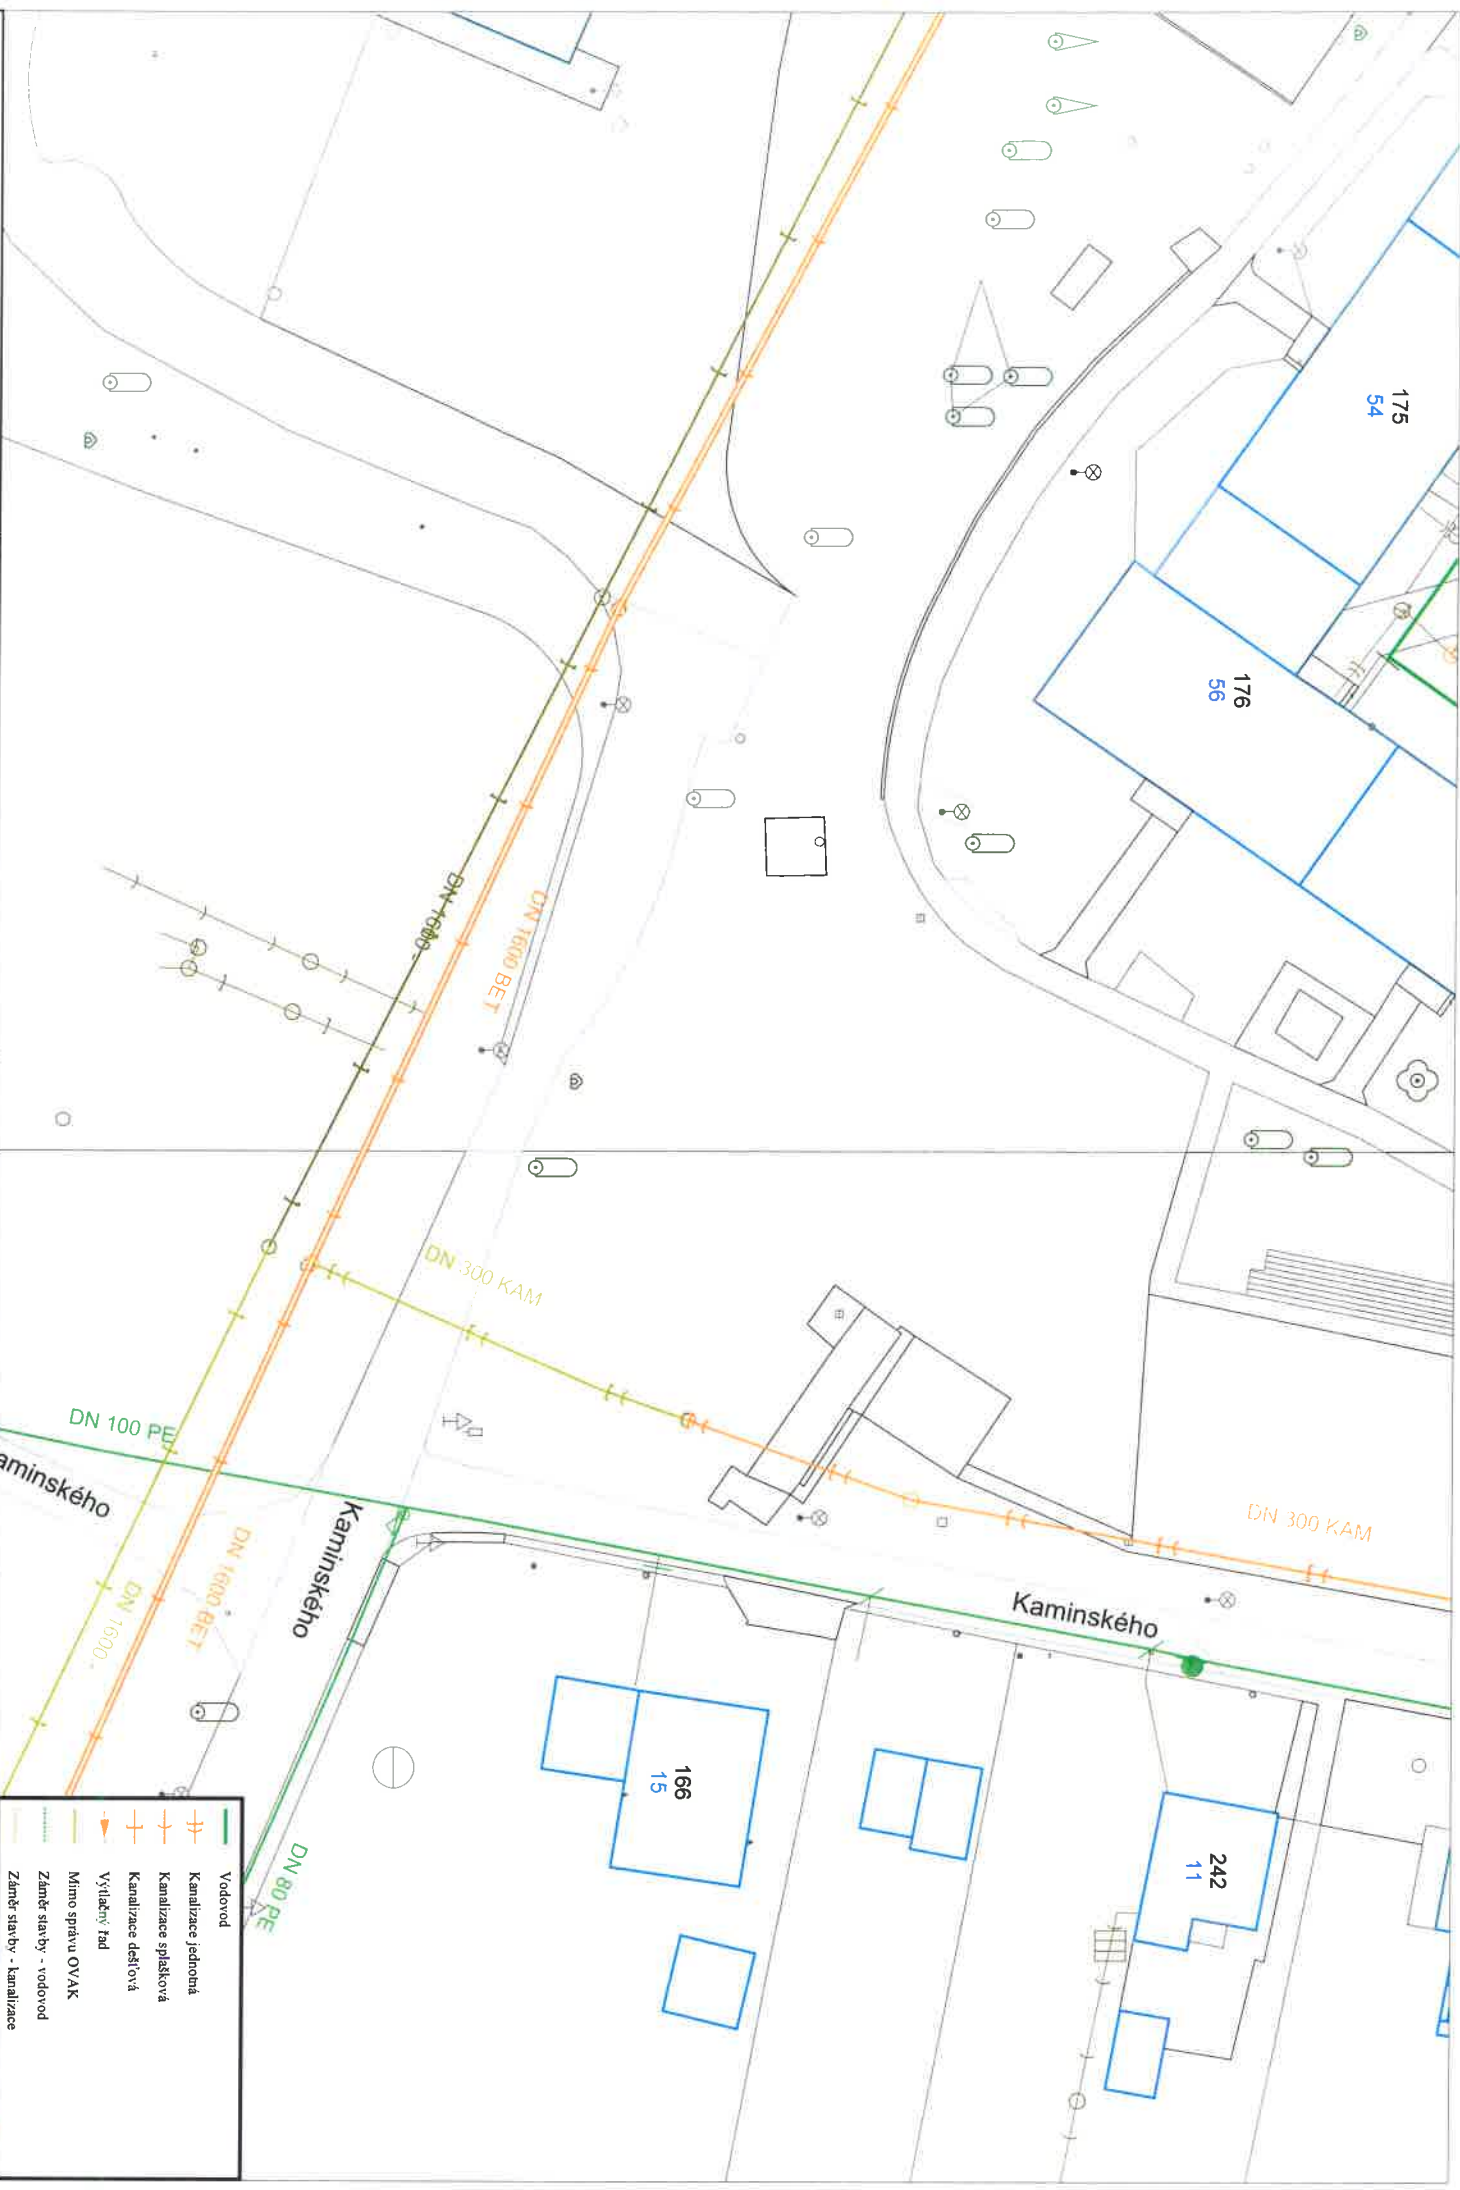 175
54
176
56
DN 1600 BET
DN 300 KAM
DN 300 KAM
DN 100 PE
aminského
Kaminského
Kaminského
DN 1600 BET
DN 1600..
DN 80 PE
166
15
242
11
Vodovod
Kanalizace jednotná
Kanalizace splašková
Kanalizace dešťová
Výtlačný řad
Mimo správu OVAK
Záměr stavby - vodovod
Záměr stavby - kanalizace